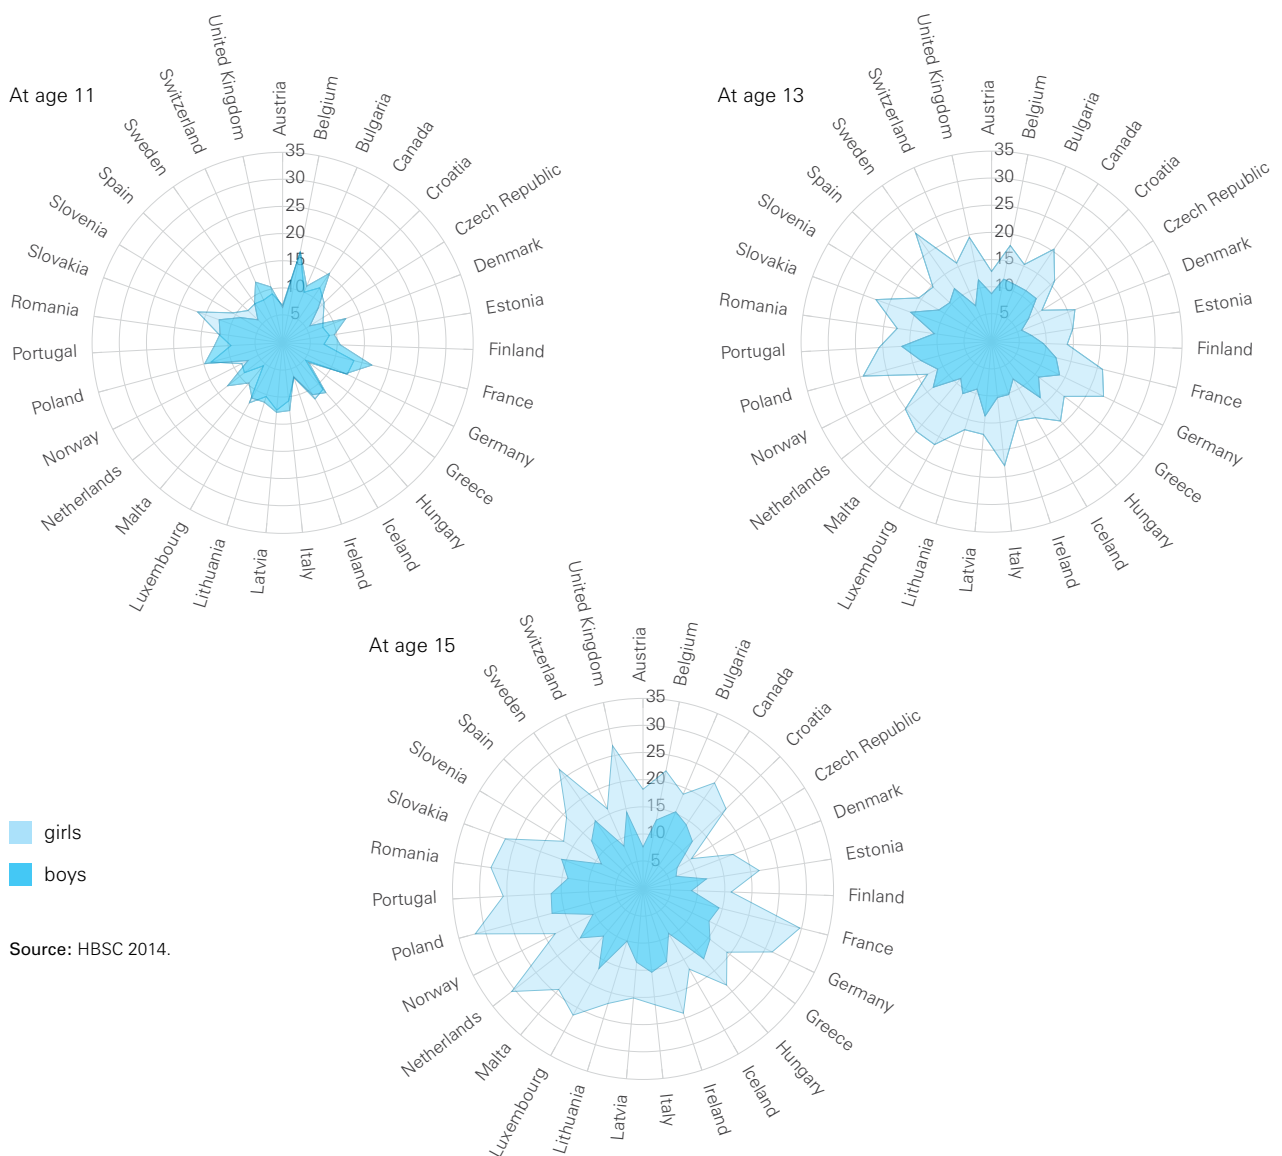 At age 11
35
30
25
20
15
10
5
Austria
Belgium
Bulgaria
Canada
Croatia
Czech Republic
Denmark
Estonia
Finland
France
Germany
Greece
Hungary
Iceland
Ireland
Italy
Latvia
Lithuania
Luxembourg
Malta
Netherlands
Norway
Poland
Portugal
Romania
Slovakia
Slovenia
Spain
Sweden
Switzerland
United Kingdom
At age 13
35
30
25
20
15
10
5
Austria
Belgium
Bulgaria
Canada
Croatia
Czech Republic
Denmark
Estonia
Finland
France
Germany
Greece
Hungary
Iceland
Ireland
Italy
Latvia
Lithuania
Luxembourg
Malta
Netherlands
Norway
Poland
Portugal
Romania
Slovakia
Slovenia
Spain
Sweden
Switzerland
United Kingdom
At age 15
35
30
25
20
15
10
5
Austria
Belgium
Bulgaria
Canada
Croatia
Czech Republic
Denmark
Estonia
Finland
France
Germany
Greece
Hungary
Iceland
Ireland
Italy
Latvia
Lithuania
Luxembourg
Malta
Netherlands
Norway
Poland
Portugal
Romania
Slovakia
Slovenia
Spain
Sweden
Switzerland
United Kingdom
girls
boys
Source: HBSC 2014.